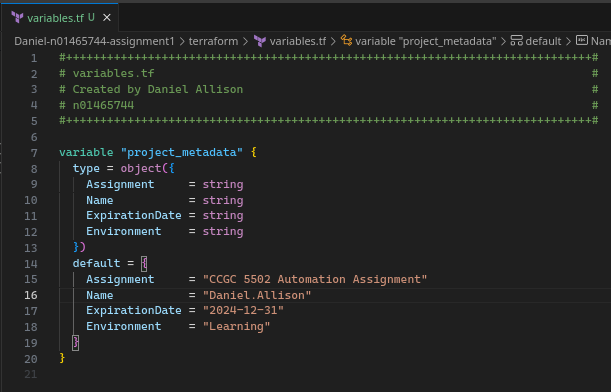 variables.tf U ×
Daniel-n01465744-assignment1 > terraform > variables.tf > variable "project_metadata" > default > Nam
1 #++++++++++++++++++++++++++++++++++++++++++++++++++++++++++++++++++++++++++++#
2 # variables.tf #
3 # Created by Daniel Allison #
4 # n01465744 #
5 #++++++++++++++++++++++++++++++++++++++++++++++++++++++++++++++++++++++++++++#
6
7 variable "project_metadata" {
8   type = object({
9     Assignment     = string
10     Name           = string
11     ExpirationDate = string
12     Environment    = string
13   })
14   default = {
15     Assignment     = "CCGC 5502 Automation Assignment"
16     Name           = "Daniel.Allison"
17     ExpirationDate = "2024-12-31"
18     Environment    = "Learning"
19   }
20 }
21